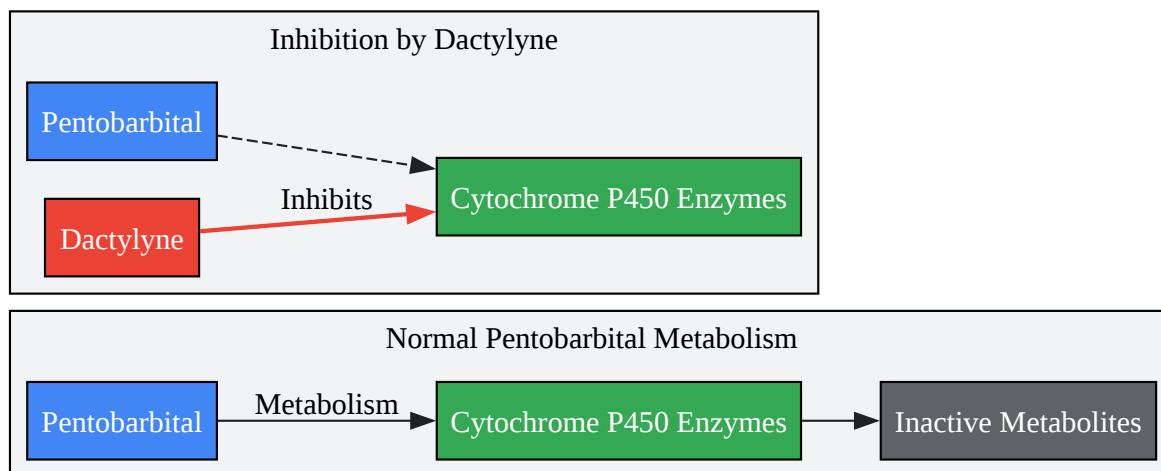 Inhibition by Dactylyne
Pentobarbital
Cytochrome P450 Enzymes
Inhibits
Dactylyne
Normal Pentobarbital Metabolism
Pentobarbital
Metabolism
Cytochrome P450 Enzymes
Inactive Metabolites